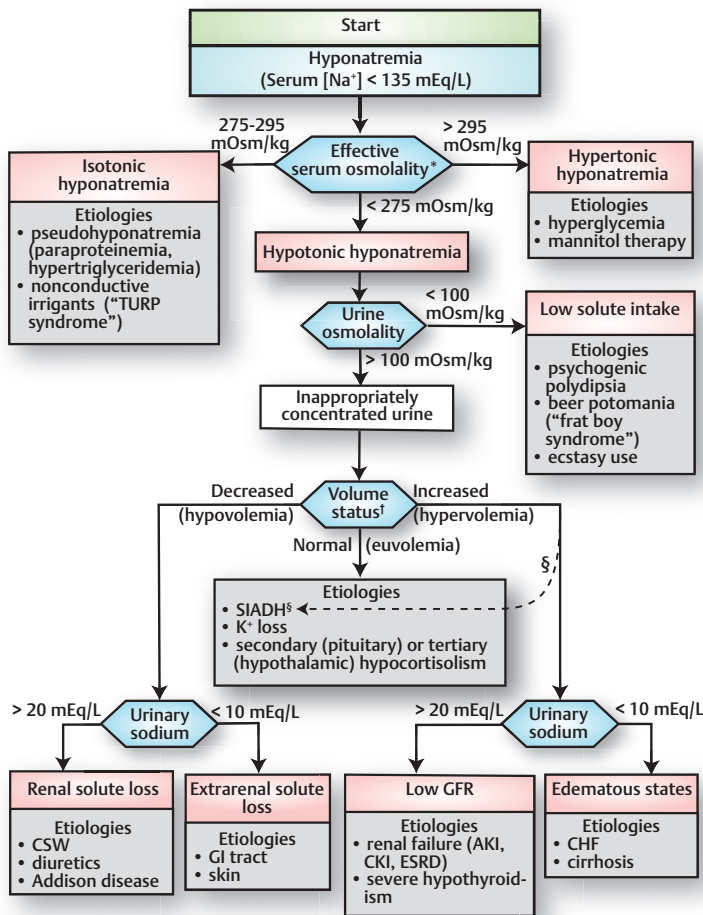 Start
Hyponatremia
(Serum [Na⁺] < 135 mEq/L)
275-295
mOsm/kg
Effective
serum osmolality*
> 295
mOsm/kg
Isotonic
hyponatremia
Etiologies
• pseudohyponatremia
(paraproteinemia,
hypertriglyceridemia)
• nonconductive
irrigants (“TURP
syndrome”)
Hypertonic
hyponatremia
Etiologies
• hyperglycemia
• mannitol therapy
< 275 mOsm/kg
Hypotonic hyponatremia
Urine
osmolality
< 100
mOsm/kg
Low solute intake
Etiologies
• psychogenic
polydipsia
• beer potomania
(“frat boy
syndrome”)
• ecstasy use
> 100 mOsm/kg
Inappropriately
concentrated urine
Decreased
(hypovolemia)
Volume
status†
Increased
(hypervolemia)
Normal (euvolemia)
§
Etiologies
• SIADH§
• K⁺ loss
• secondary (pituitary) or tertiary
(hypothalamic) hypocortisolism
> 20 mEq/L
Urinary
sodium
< 10 mEq/L
> 20 mEq/L
Urinary
sodium
< 10 mEq/L
Renal solute loss
Etiologies
• CSW
• diuretics
• Addison disease
Extrarenal solute
loss
Etiologies
• GI tract
• skin
Low GFR
Etiologies
• renal failure (AKI,
CKI, ESRD)
• severe hypothyroid-
ism
Edematous states
Etiologies
• CHF
• cirrhosis